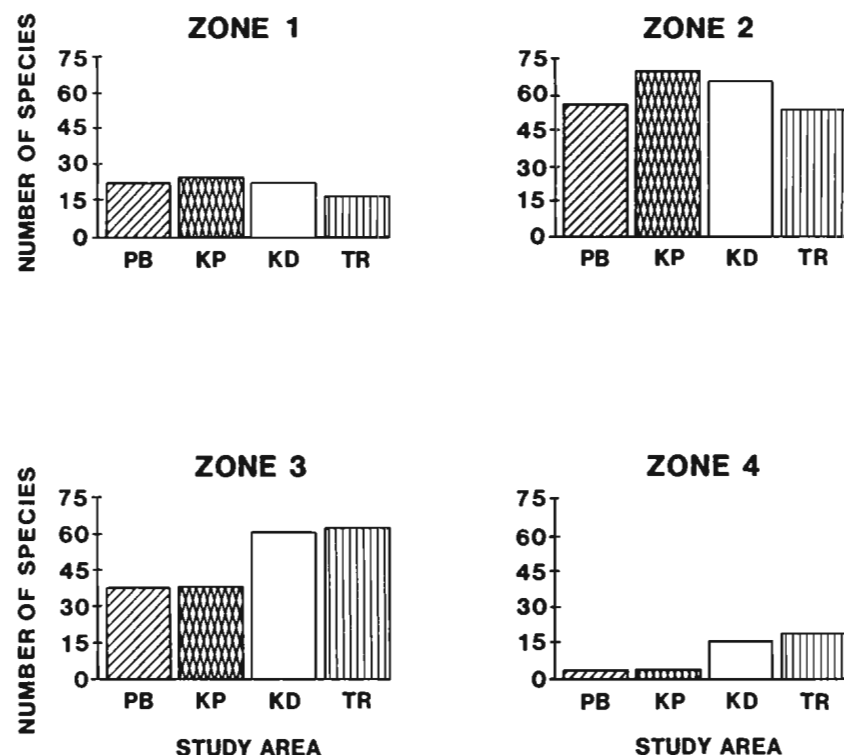 ZONE 1
NUMBER OF SPECIES
75
60
45
30
15
0
PB KP KD TR
ZONE 2
75
60
45
30
15
0
PB KP KD TR
ZONE 3
NUMBER OF SPECIES
75
60
45
30
15
0
PB KP KD TR
STUDY AREA
ZONE 4
75
60
45
30
15
0
PB KP KD TR
STUDY AREA